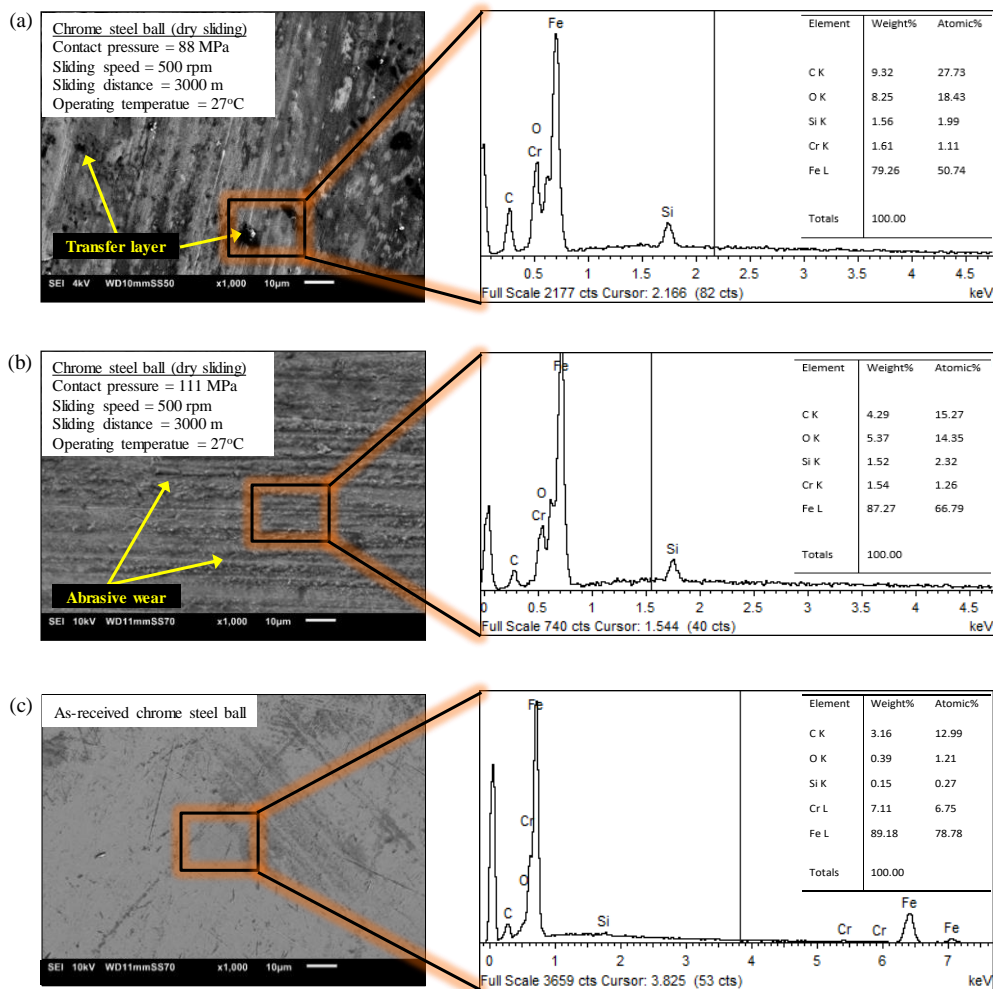 (a)
Chrome steel ball (dry sliding)
Contact pressure = 88 MPa
Sliding speed = 500 rpm
Sliding distance = 3000 m
Operating temperatue = 27°C
Transfer layer
SEI 4kV WD10mmSS50 x1,000 10µm
Fe
O
Cr
C
Si
Element Weight% Atomic%
C K 9.32 27.73
O K 8.25 18.43
Si K 1.56 1.99
Cr K 1.61 1.11
Fe L 79.26 50.74
Totals 100.00
0.5 1 1.5 2 2.5 3 3.5 4 4.5
Full Scale 2177 cts Cursor: 2.166 (82 cts) keV
(b)
Chrome steel ball (dry sliding)
Contact pressure = 111 MPa
Sliding speed = 500 rpm
Sliding distance = 3000 m
Operating temperatue = 27°C
Abrasive wear
SEI 10kV WD11mmSS70 x1,000 10µm
Fe
O
Cr
C
Si
Element Weight% Atomic%
C K 4.29 15.27
O K 5.37 14.35
Si K 1.52 2.32
Cr K 1.54 1.26
Fe L 87.27 66.79
Totals 100.00
0 0.5 1 1.5 2 2.5 3 3.5 4 4.5
Full Scale 740 cts Cursor: 1.544 (40 cts) keV
(c)
As-received chrome steel ball
SEI 10kV WD11mmSS70 x1,000 10µm
Fe
Cr
O
C
Si
Cr
Cr
Fe
Fe
Element Weight% Atomic%
C K 3.16 12.99
O K 0.39 1.21
Si K 0.15 0.27
Cr L 7.11 6.75
Fe L 89.18 78.78
Totals 100.00
0 1 2 3 4 5 6 7
Full Scale 3659 cts Cursor: 3.825 (53 cts) keV